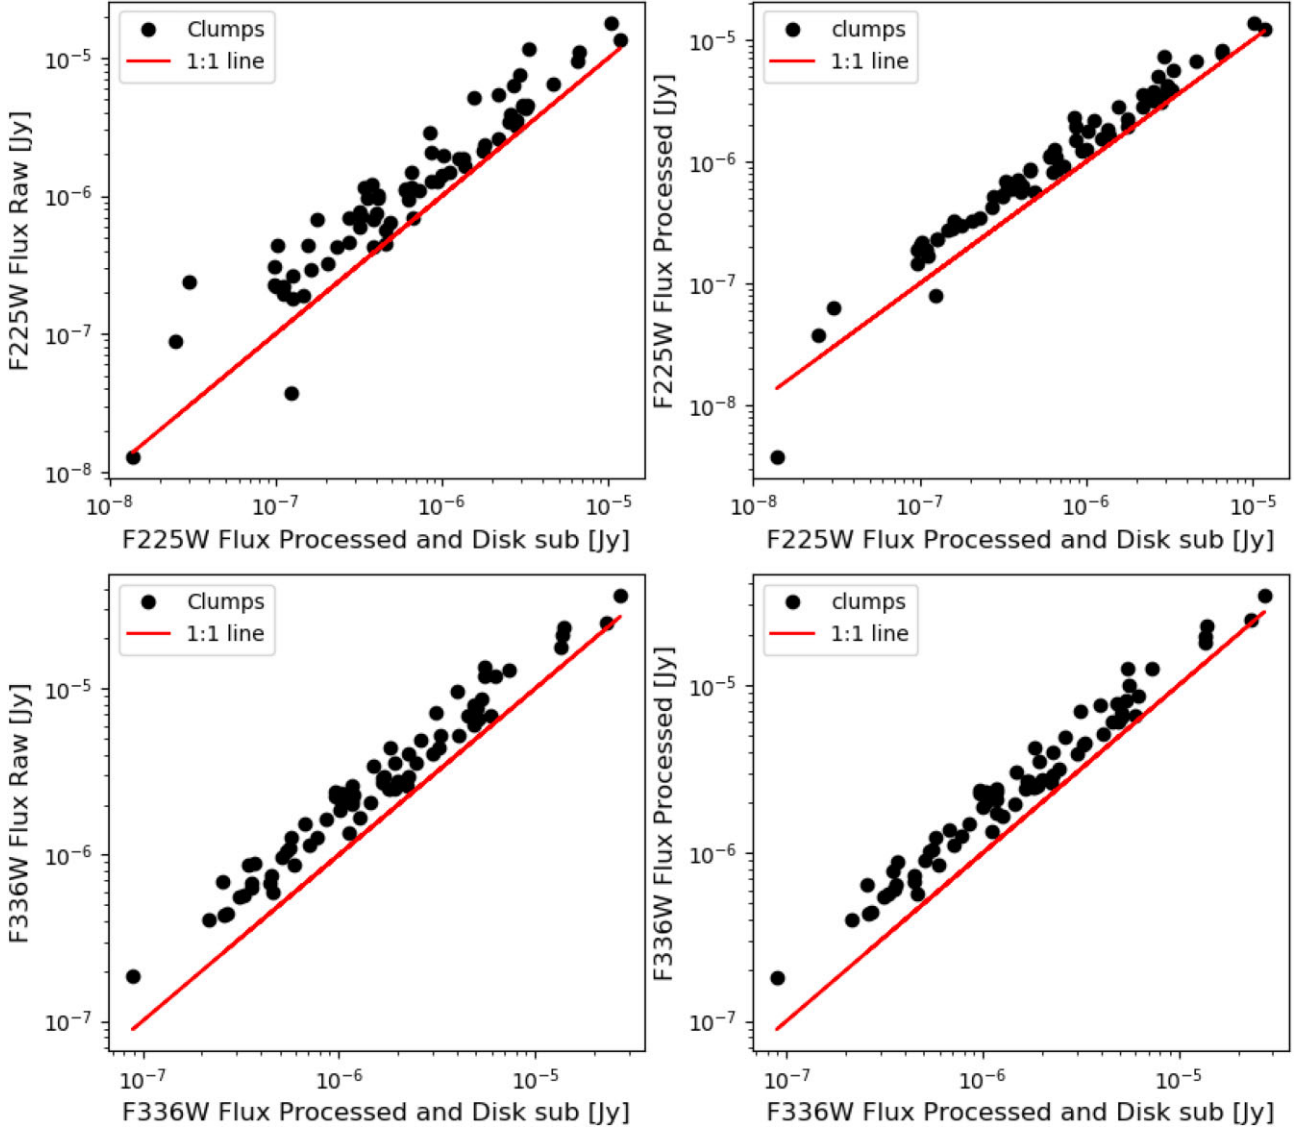 Clumps
1:1 line
10⁻⁵
10⁻⁶
10⁻⁷
10⁻⁸
F225W Flux Raw [Jy]
10⁻⁸ 10⁻⁷ 10⁻⁶ 10⁻⁵
F225W Flux Processed and Disk sub [Jy]
clumps
1:1 line
10⁻⁵
10⁻⁶
10⁻⁷
10⁻⁸
F225W Flux Processed [Jy]
10⁻⁸ 10⁻⁷ 10⁻⁶ 10⁻⁵
F225W Flux Processed and Disk sub [Jy]
Clumps
1:1 line
10⁻⁵
10⁻⁶
10⁻⁷
F336W Flux Raw [Jy]
10⁻⁷ 10⁻⁶ 10⁻⁵
F336W Flux Processed and Disk sub [Jy]
clumps
1:1 line
10⁻⁵
10⁻⁶
10⁻⁷
F336W Flux Processed [Jy]
10⁻⁷ 10⁻⁶ 10⁻⁵
F336W Flux Processed and Disk sub [Jy]